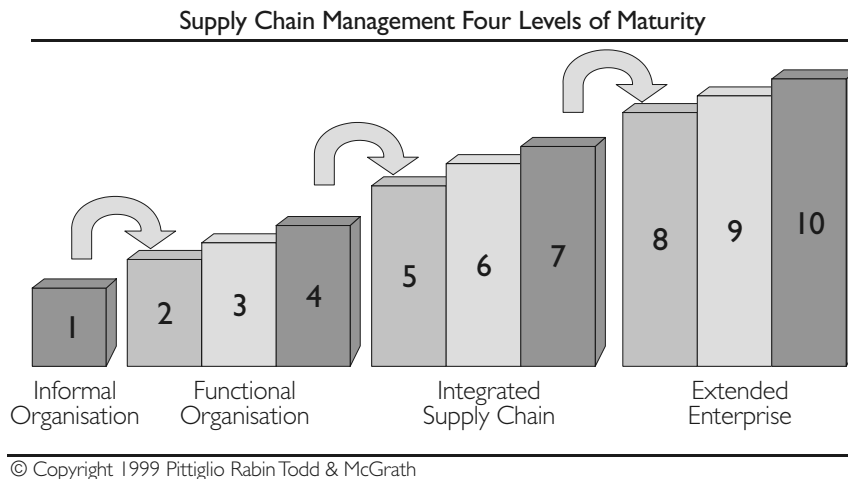 Supply Chain Management Four Levels of Maturity
1
2
3
4
5
6
7
8
9
10
Informal
Organisation
Functional
Organisation
Integrated
Supply Chain
Extended
Enterprise
© Copyright 1999 Pittiglio Rabin Todd & McGrath